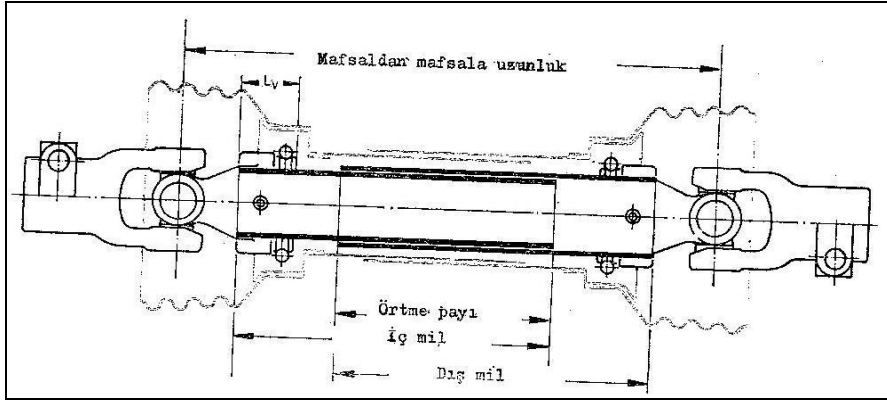 Mafsaldan mafsala uzunluk
Lv
Örtme payı
İç mil
Dış mil